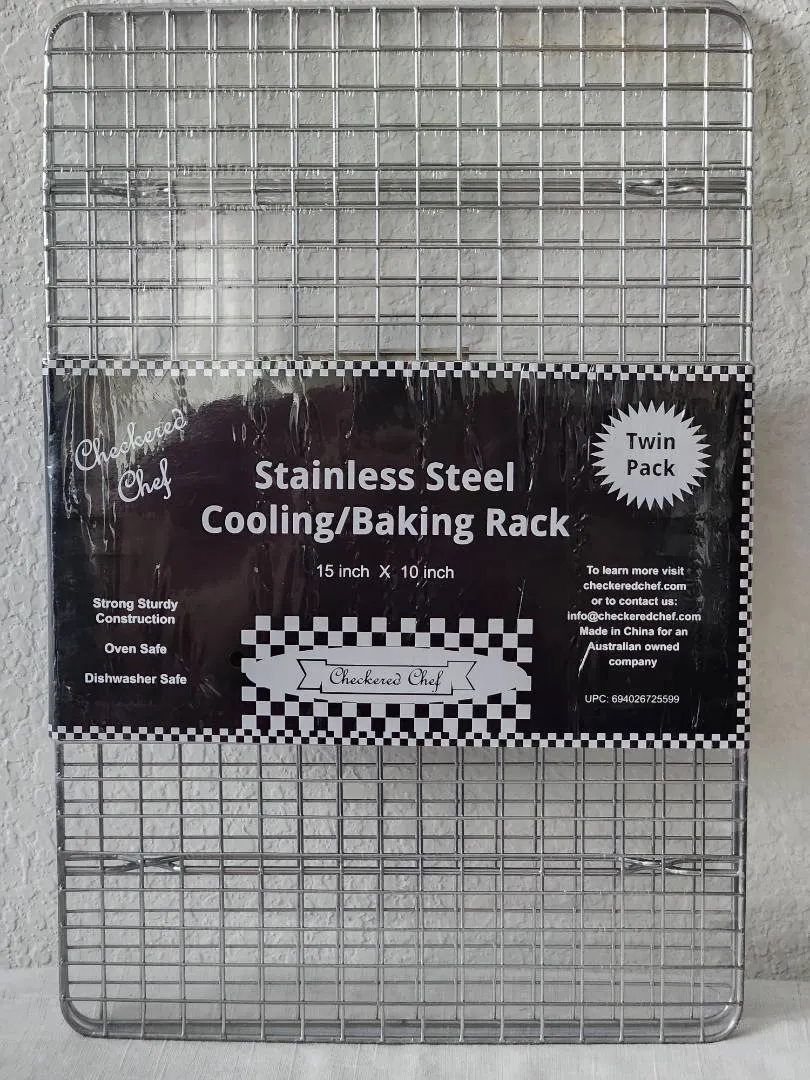 Checkered
Chef
Twin
Pack
Stainless Steel
Cooling/Baking Rack
15 inch X 10 inch
Strong Sturdy
Construction
Oven Safe
Dishwasher Safe
Checkered Chef
To learn more visit
checkeredchef.com
or to contact us:
info@checkeredchef.com
Made in China for an
Australian owned
company
UPC: 694026725599